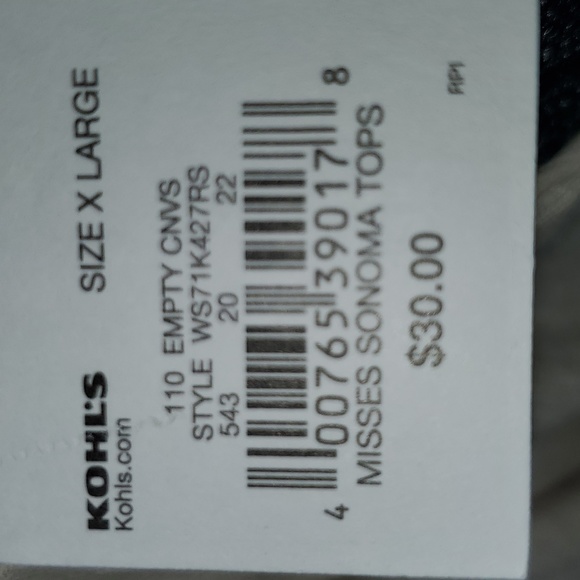 KOHL'S SIZE X LARGE
Kohls.com
110 EMPTY CNVS
STYLE WS71K427RS
543 20 22
4 00765 39017 8
MISSES SONOMA TOPS
$30.00